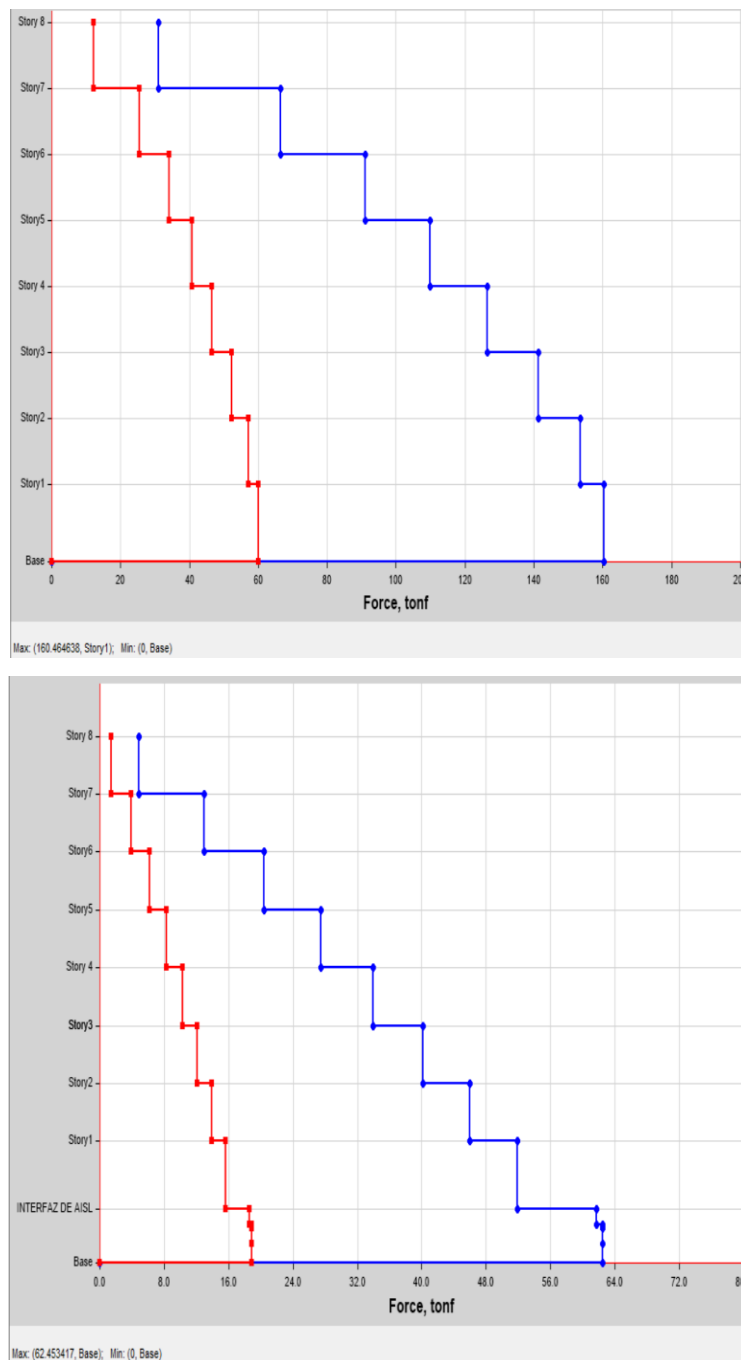 Story 8
Story7
Story6
Story5
Story 4
Story3
Story2
Story1
Base
0 20 40 60 80 100 120 140 160 180 20
Force, tonf
Max: (160.464638, Story1); Min: (0, Base)
Story 8
Story7
Story6
Story5
Story 4
Story3
Story2
Story1
INTERFAZ DE AISL
Base
0.0 8.0 16.0 24.0 32.0 40.0 48.0 56.0 64.0 72.0 80
Force, tonf
Max: (62.453417, Base); Min: (0, Base)